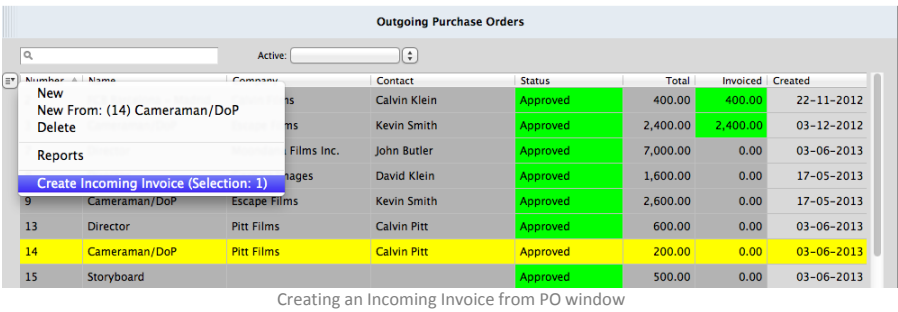 Outgoing Purchase Orders
Active:
Number Name Company Contact Status Total Invoiced Created
New
New From: (14) Cameraman/DoP
Delete
Reports
Create Incoming Invoice (Selection: 1)
Calvin Klein Approved 400.00 400.00 22-11-2012
Kevin Smith Approved 2,400.00 2,400.00 03-12-2012
Films Inc. John Butler Approved 7,000.00 0.00 03-06-2013
David Klein Approved 1,600.00 0.00 17-05-2013
9 Cameraman/DoP Escape Films Kevin Smith Approved 2,600.00 0.00 17-05-2013
13 Director Pitt Films Calvin Pitt Approved 600.00 0.00 03-06-2013
14 Cameraman/DoP Pitt Films Calvin Pitt Approved 200.00 0.00 03-06-2013
15 Storyboard Approved 500.00 0.00 03-06-2013
Creating an Incoming Invoice from PO window